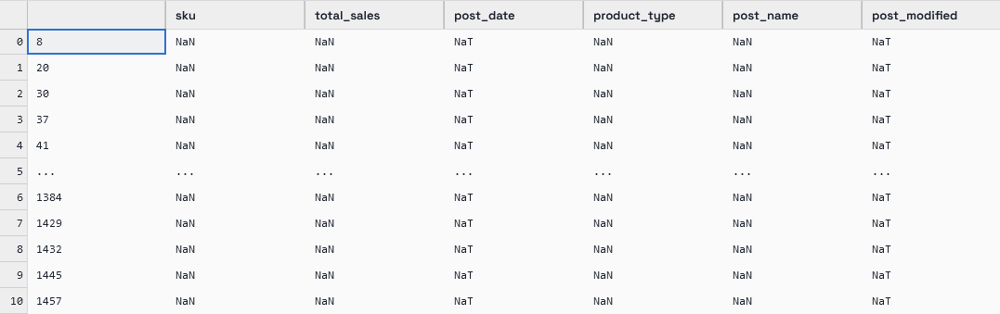 sku total_sales post_date product_type post_name post_modified
0 8 NaN NaN NaT NaN NaN NaT
1 20 NaN NaN NaT NaN NaN NaT
2 30 NaN NaN NaT NaN NaN NaT
3 37 NaN NaN NaT NaN NaN NaT
4 41 NaN NaN NaT NaN NaN NaT
5 ... ... ... ... ... ... ...
6 1384 NaN NaN NaT NaN NaN NaT
7 1429 NaN NaN NaT NaN NaN NaT
8 1432 NaN NaN NaT NaN NaN NaT
9 1445 NaN NaN NaT NaN NaN NaT
10 1457 NaN NaN NaT NaN NaN NaT